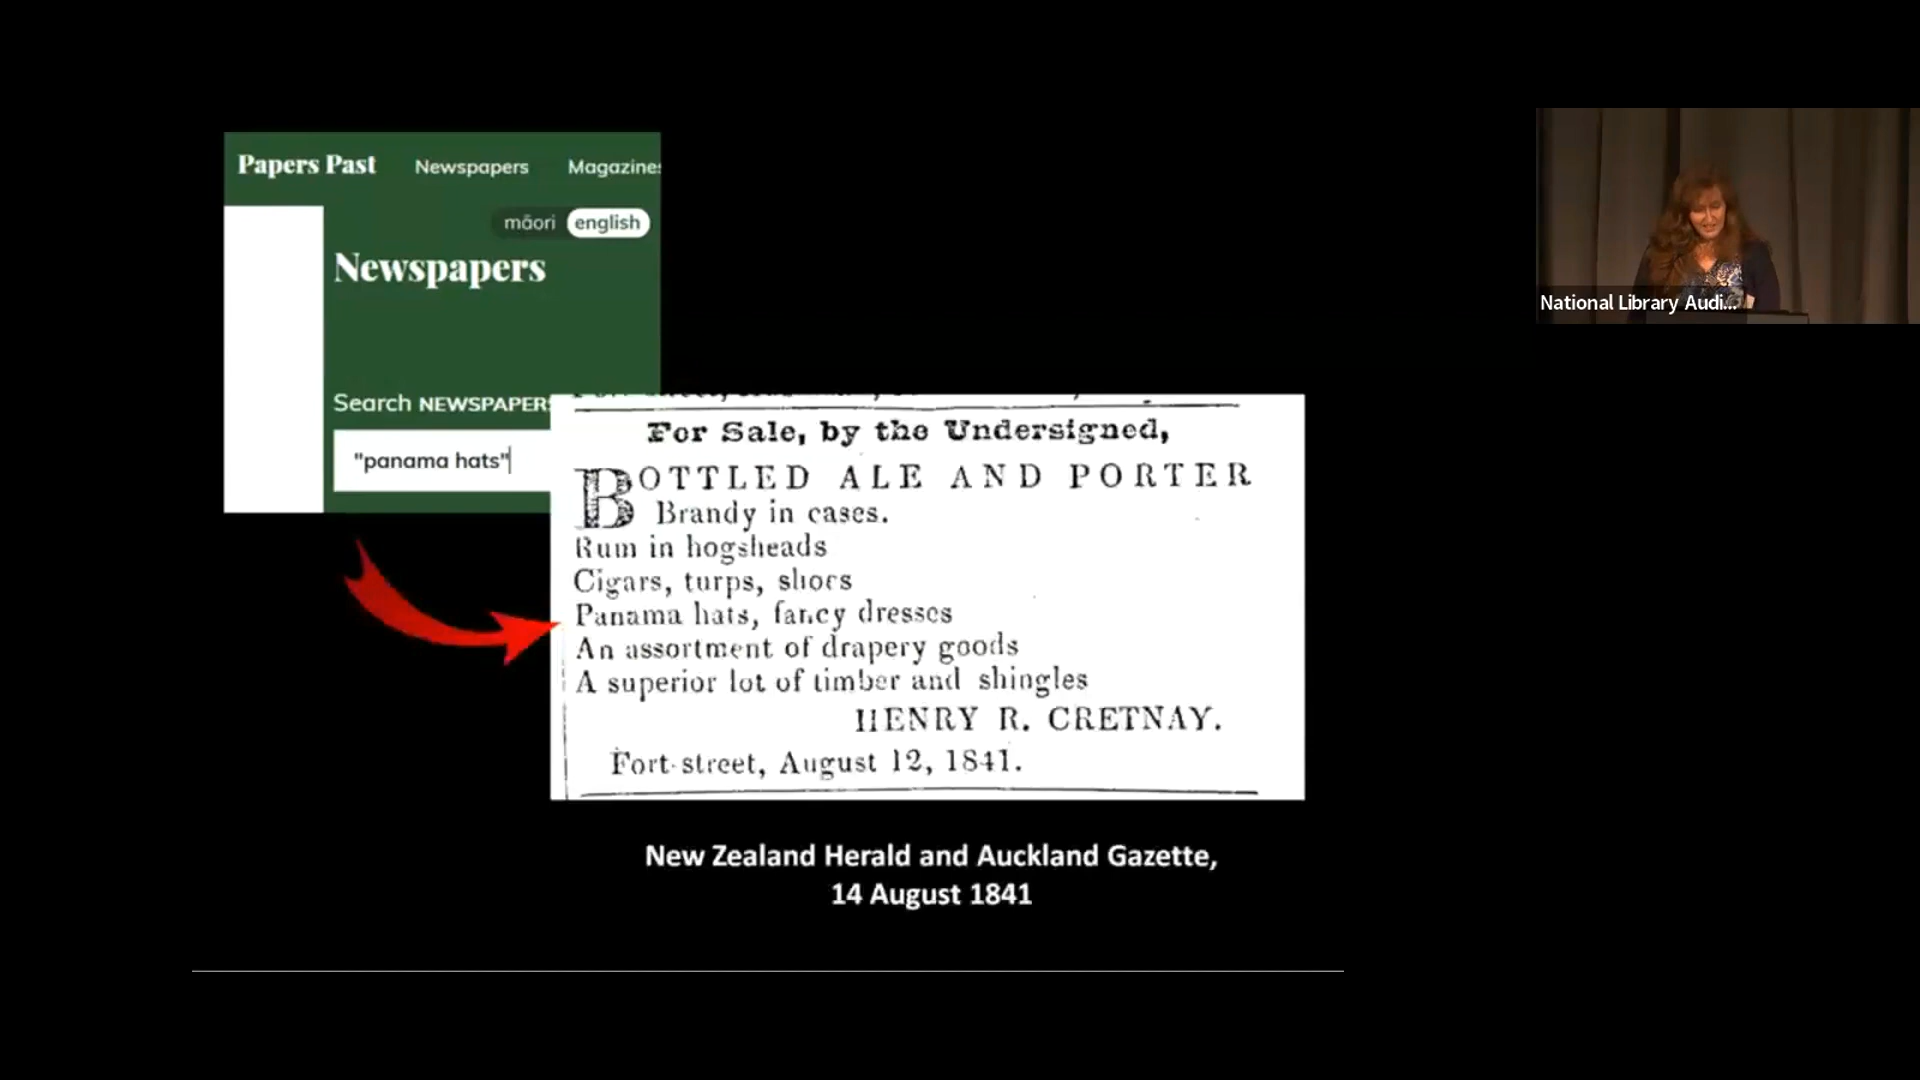 Papers Past Newspapers Magazines
māori english
Newspapers
Search NEWSPAPERS
"panama hats"
For Sale, by the Undersigned,
BOTTLED ALE AND PORTER
Brandy in cases.
Rum in hogsheads
Cigars, turps, shoes
Panama hats, fancy dresses
An assortment of drapery goods
A superior lot of timber and shingles
HENRY R. CRETNAY.
Fort-street, August 12, 1841.
New Zealand Herald and Auckland Gazette,
14 August 1841
National Library Audi...